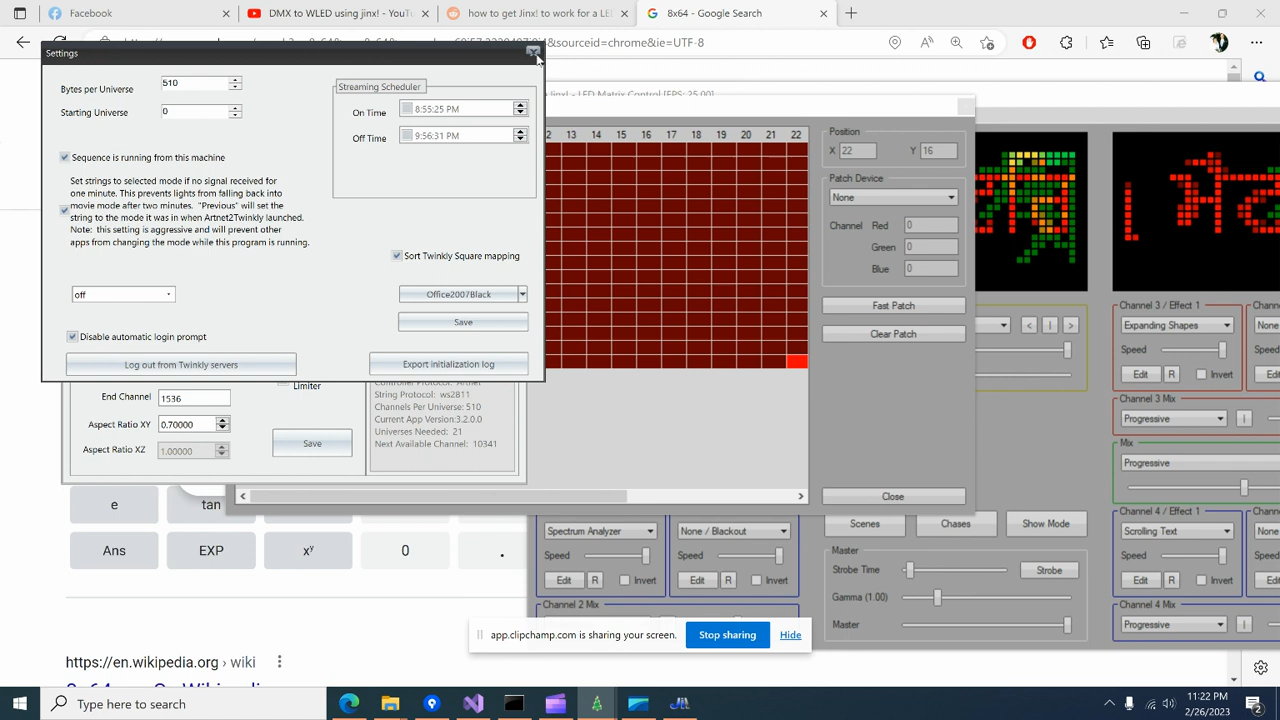 Facebook
DMX to WLED using jinx! - YouTu
how to get Jinx! to work for a LE
8x64 - Google Search
&sourceid=chrome&ie=UTF-8
Settings
Bytes per Universe 510
Starting Universe 0
Sequence is running from this machine
Set strings to selected mode if no signal received for
one minute. This prevents lights from falling back into
movie mode after two minutes. "Previous" will set the
string to the mode it was in when Artnet2Twinkly launched.
Note: this setting is aggressive and will prevent other
apps from changing the mode while this program is running.
off
Disable automatic login prompt
Log out from Twinkly servers
Streaming Scheduler
On Time 8:55:25 PM
Off Time 9:56:31 PM
Sort Twinkly Square mapping
Office2007Black
Save
Export initialization log
Limiter
End Channel 1536
Aspect Ratio XY 0.70000
Aspect Ratio XZ 1.00000
Save
Controller Protocol: Artnet
String Protocol: ws2811
Channels Per Universe: 510
Current App Version:3.2.0.0
Universes Needed: 21
Next Available Channel: 10341
jinx! - LED Matrix Control [FPS: 25.00]
12 13 14 15 16 17 18 19 20 21 22
Position
X 22 Y 16
Patch Device
None
Channel Red 0
Green 0
Blue 0
Fast Patch
Clear Patch
Close
Channel 3 / Effect 1
Expanding Shapes
None
Speed
Edit R Invert Edit
Channel 3 Mix
Progressive
Mix
Progressive
Channel 4 / Effect 1
Scrolling Text
None
Speed
Edit R Invert Edit
Channel 4 Mix
Progressive
Spectrum Analyzer
None / Blackout
Speed Speed
Edit R Invert Edit R Invert
Channel 2 Mix
Scenes Chases Show Mode
Master
Strobe Time Strobe
Gamma (1.00)
Master
e tan
Ans EXP xʸ 0 .
https://en.wikipedia.org › wiki
app.clipchamp.com is sharing your screen. Stop sharing Hide
Type here to search
11:22 PM
2/26/2023